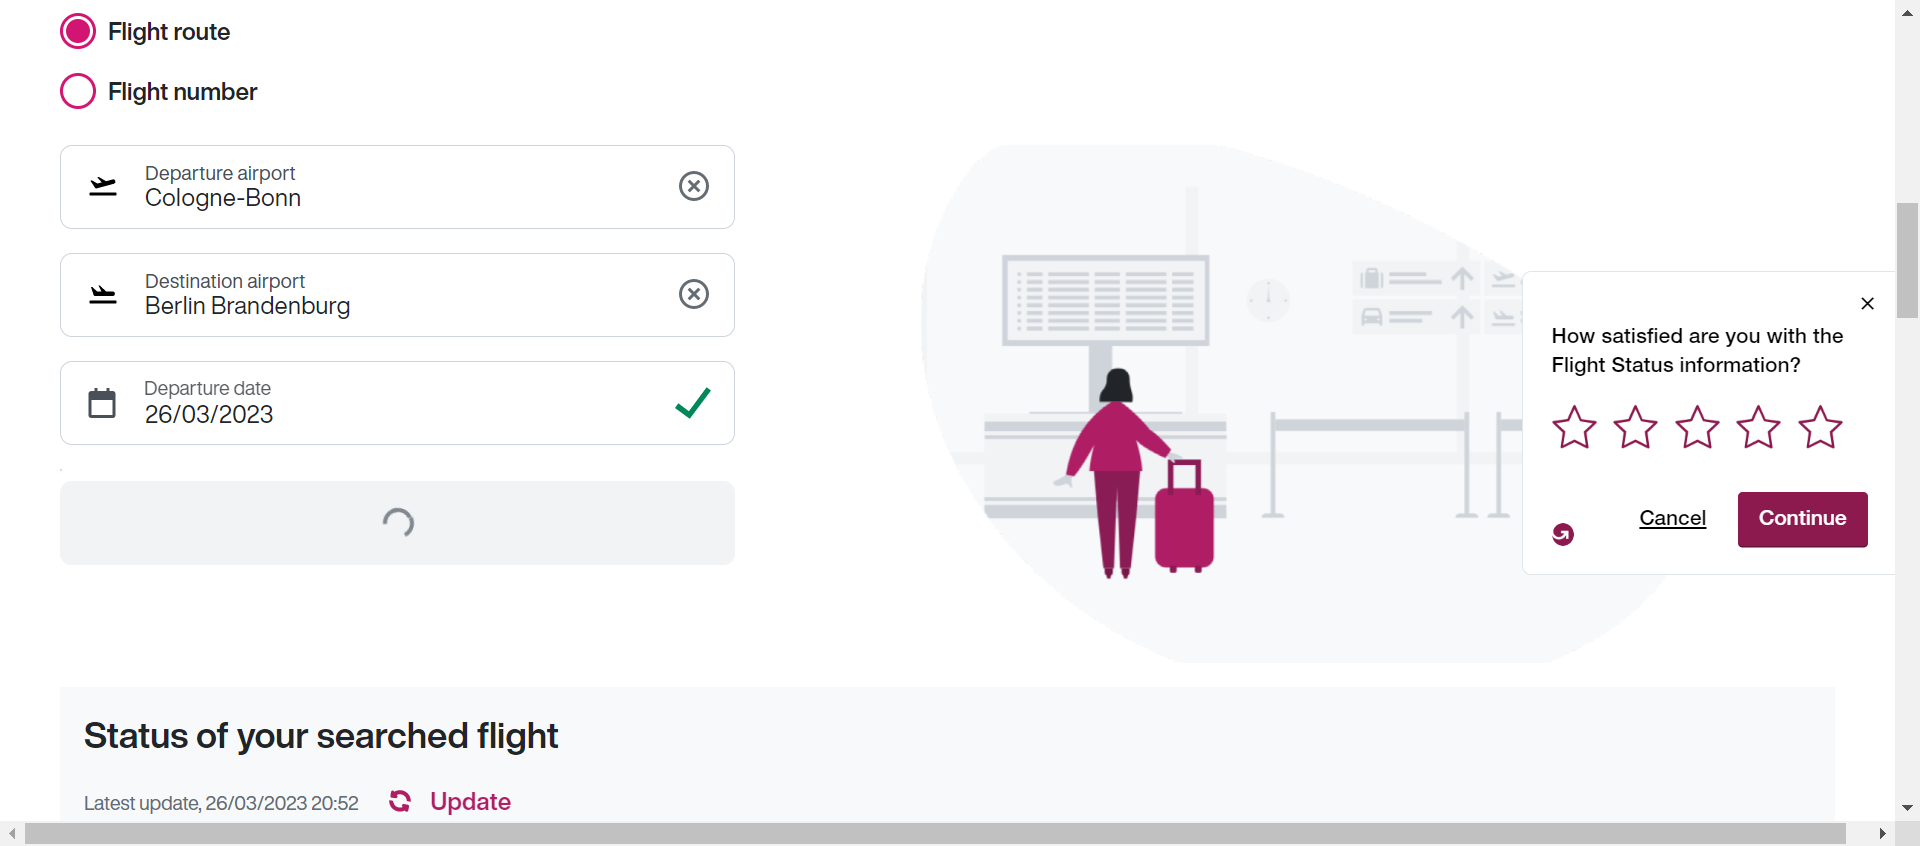 Flight route
Flight number
Departure airport
Cologne-Bonn
Destination airport
Berlin Brandenburg
Departure date
26/03/2023
How satisfied are you with the
Flight Status information?
Cancel
Continue
Status of your searched flight
Latest update, 26/03/2023 20:52
Update